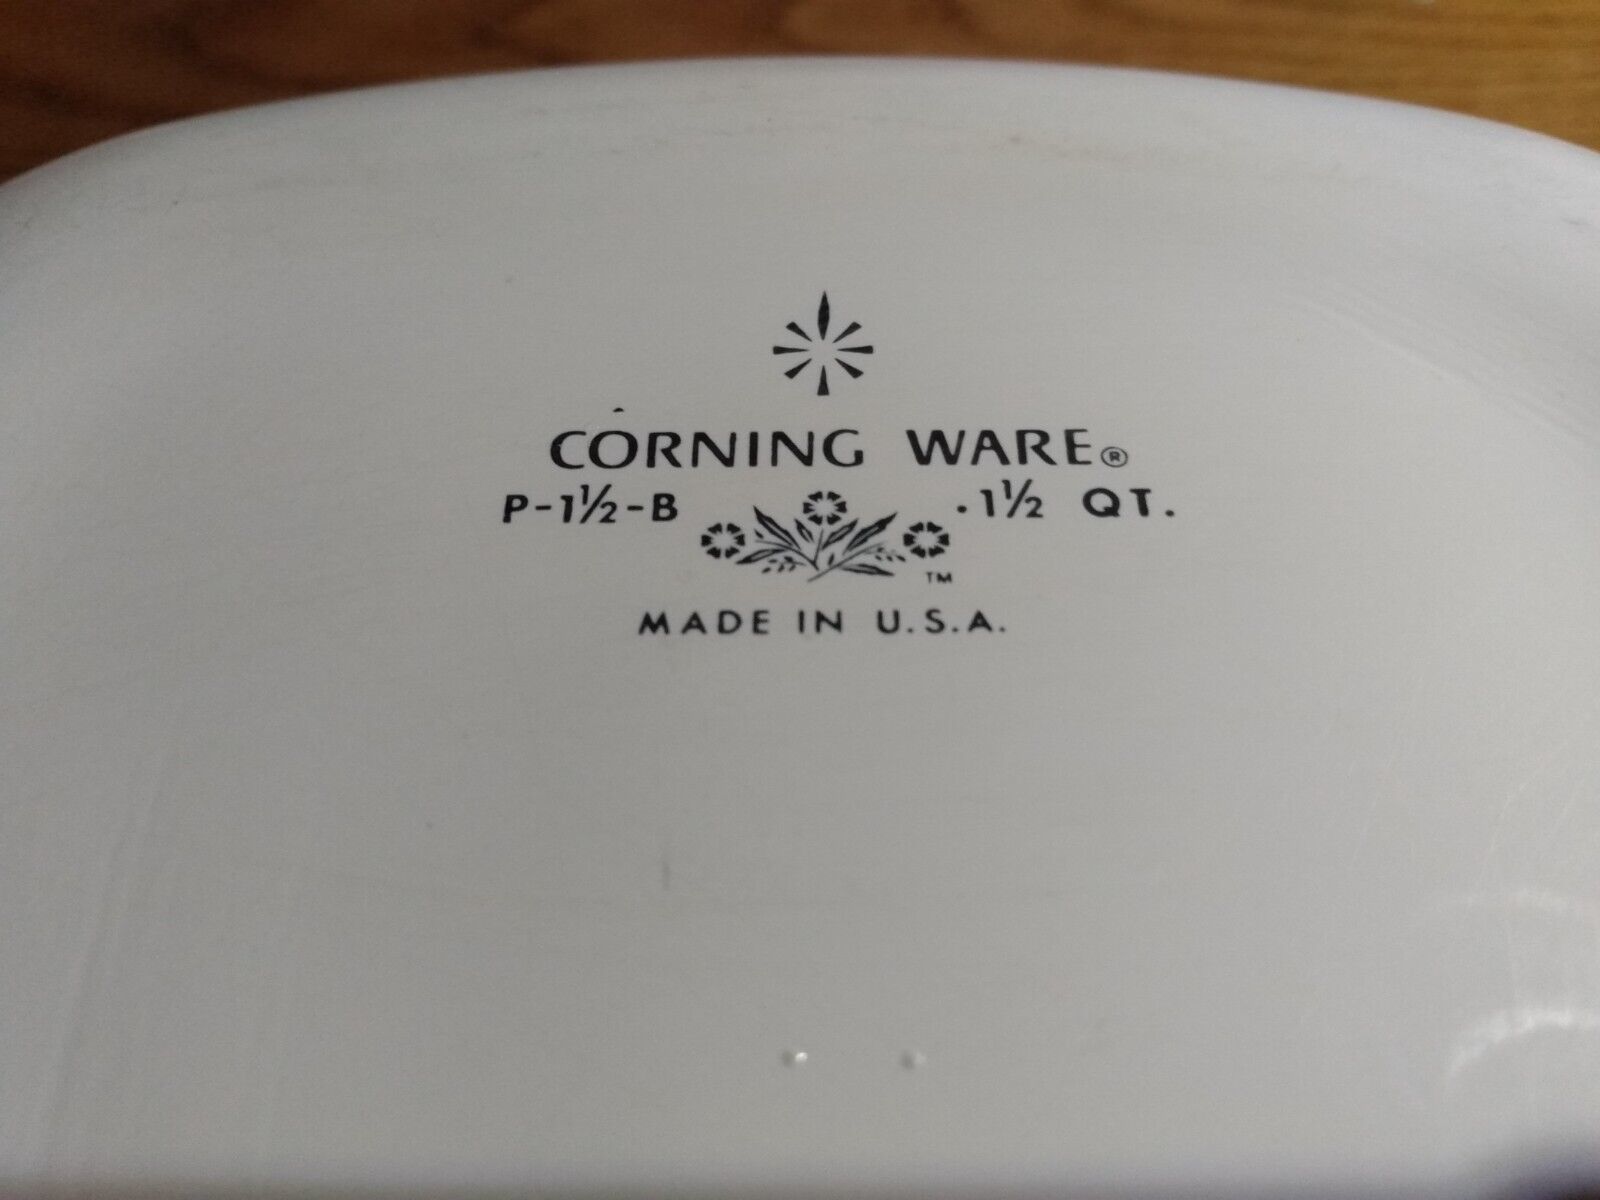 CORNING WARE®
P-1½-B . 1½ QT.
TM
MADE IN U.S.A.